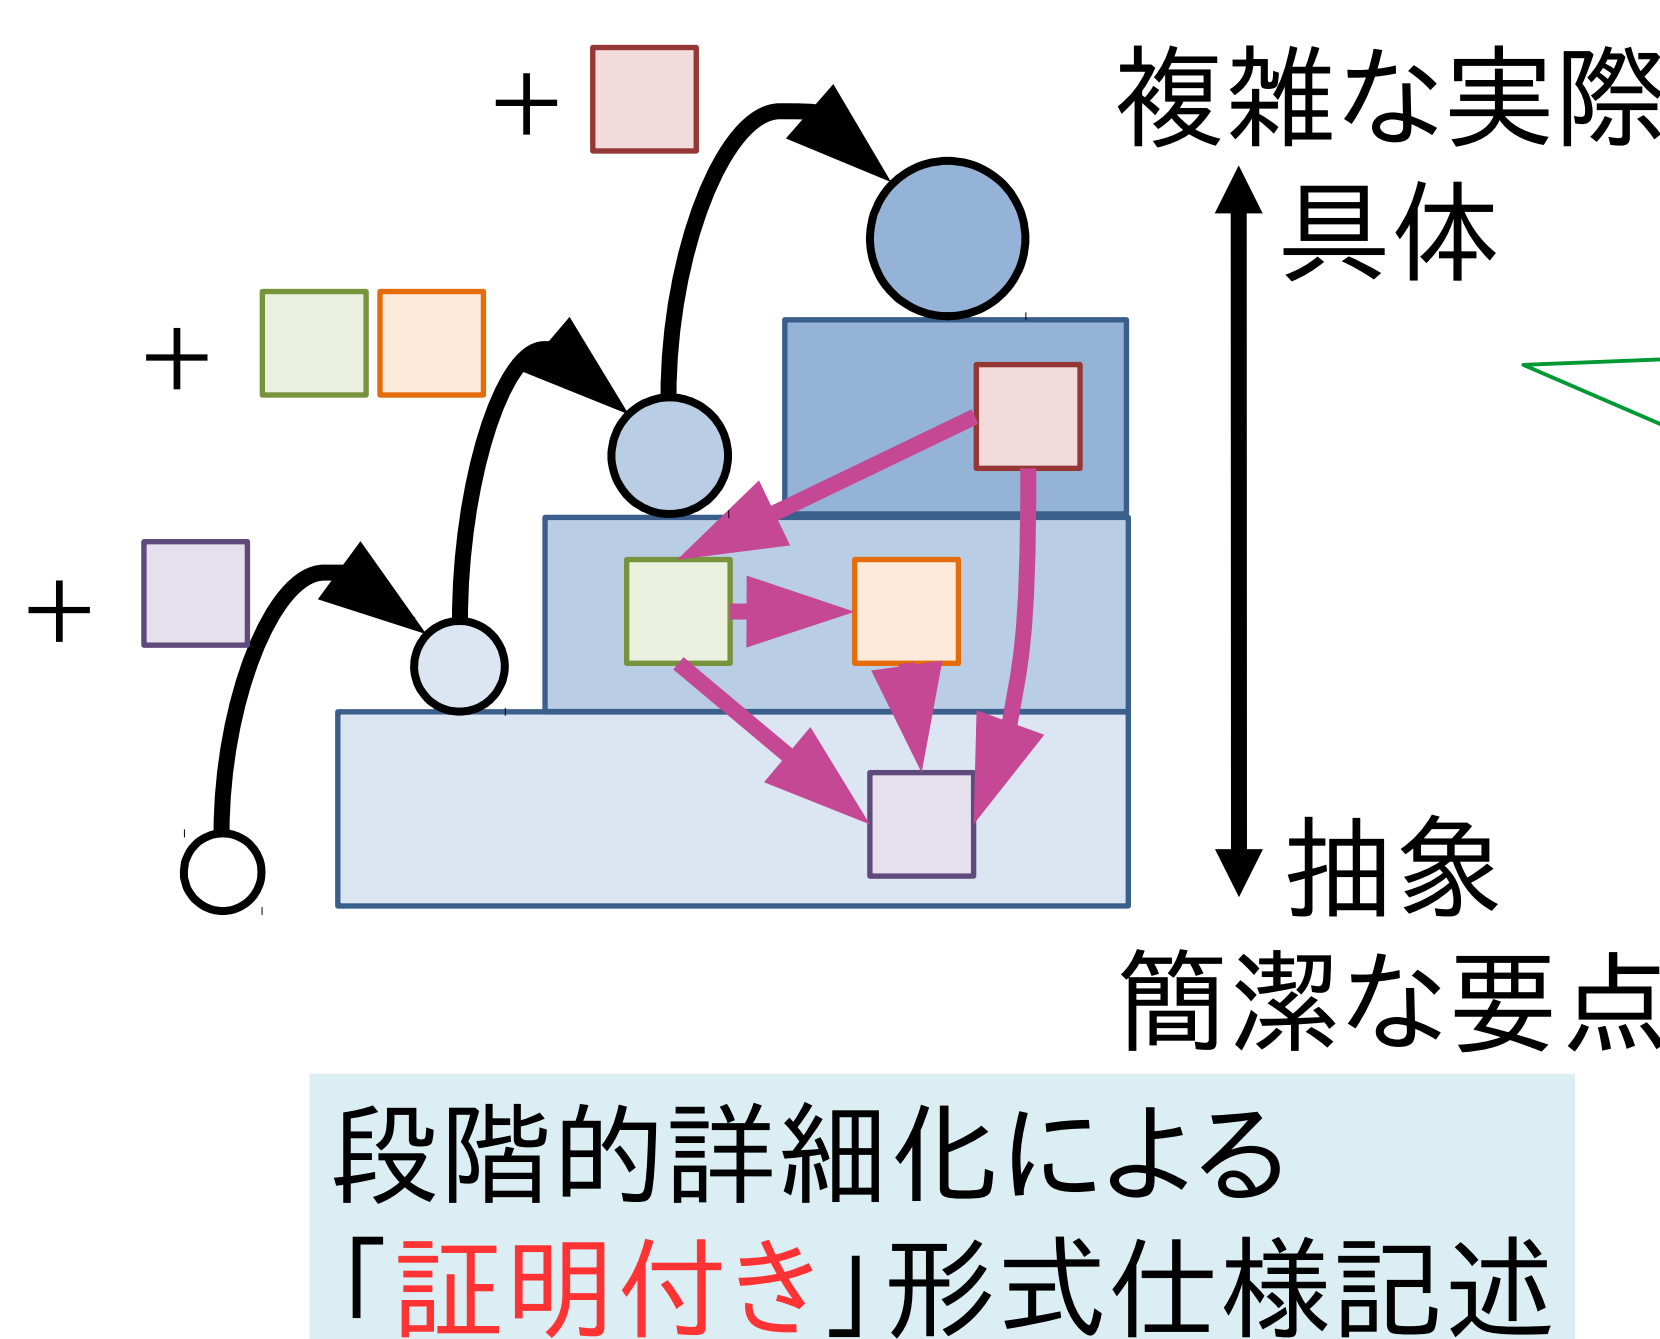 +
複雑な実際
具体
+
+
抽象
簡潔な要点
段階的詳細化による
「証明付き」形式仕様記述